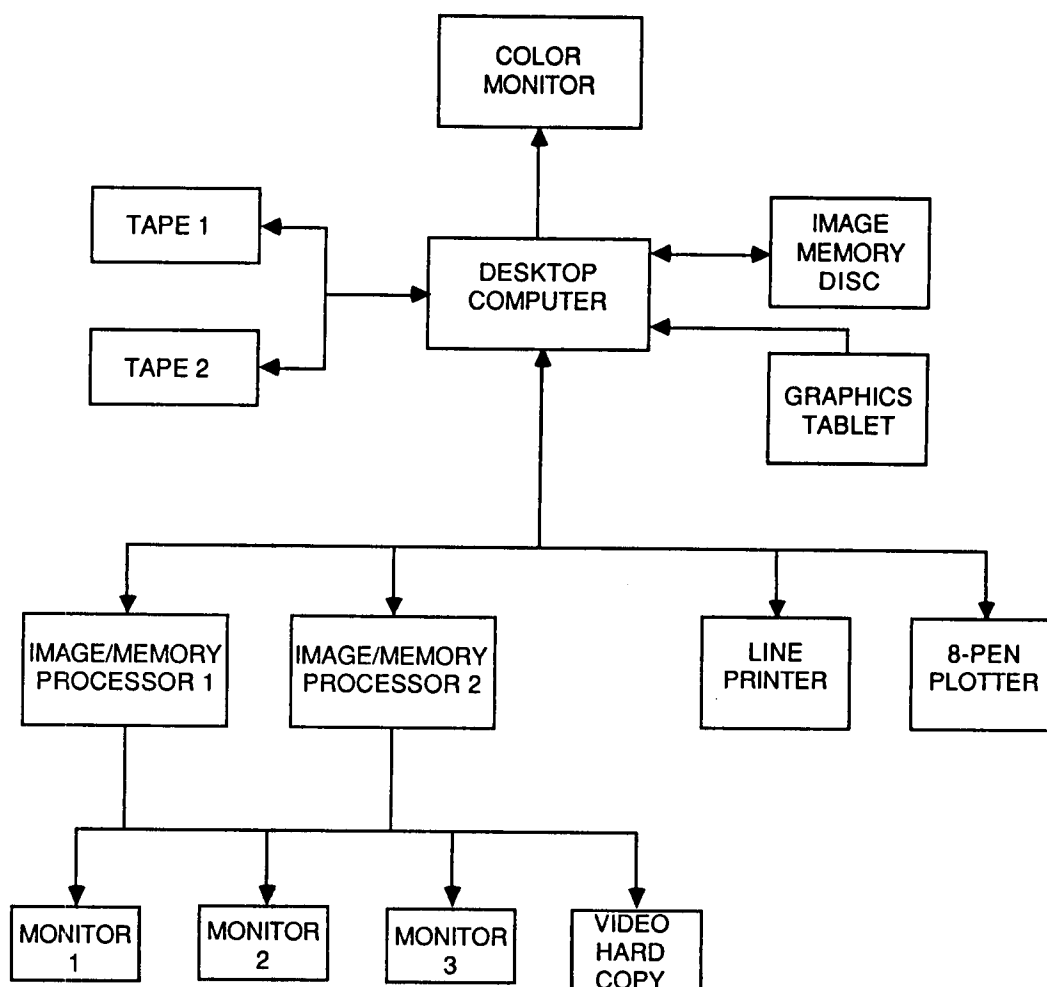 COLOR
MONITOR
TAPE 1
TAPE 2
DESKTOP
COMPUTER
IMAGE
MEMORY
DISC
GRAPHICS
TABLET
IMAGE/MEMORY
PROCESSOR 1
IMAGE/MEMORY
PROCESSOR 2
LINE
PRINTER
8-PEN
PLOTTER
MONITOR
1
MONITOR
2
MONITOR
3
VIDEO
HARD
COPY